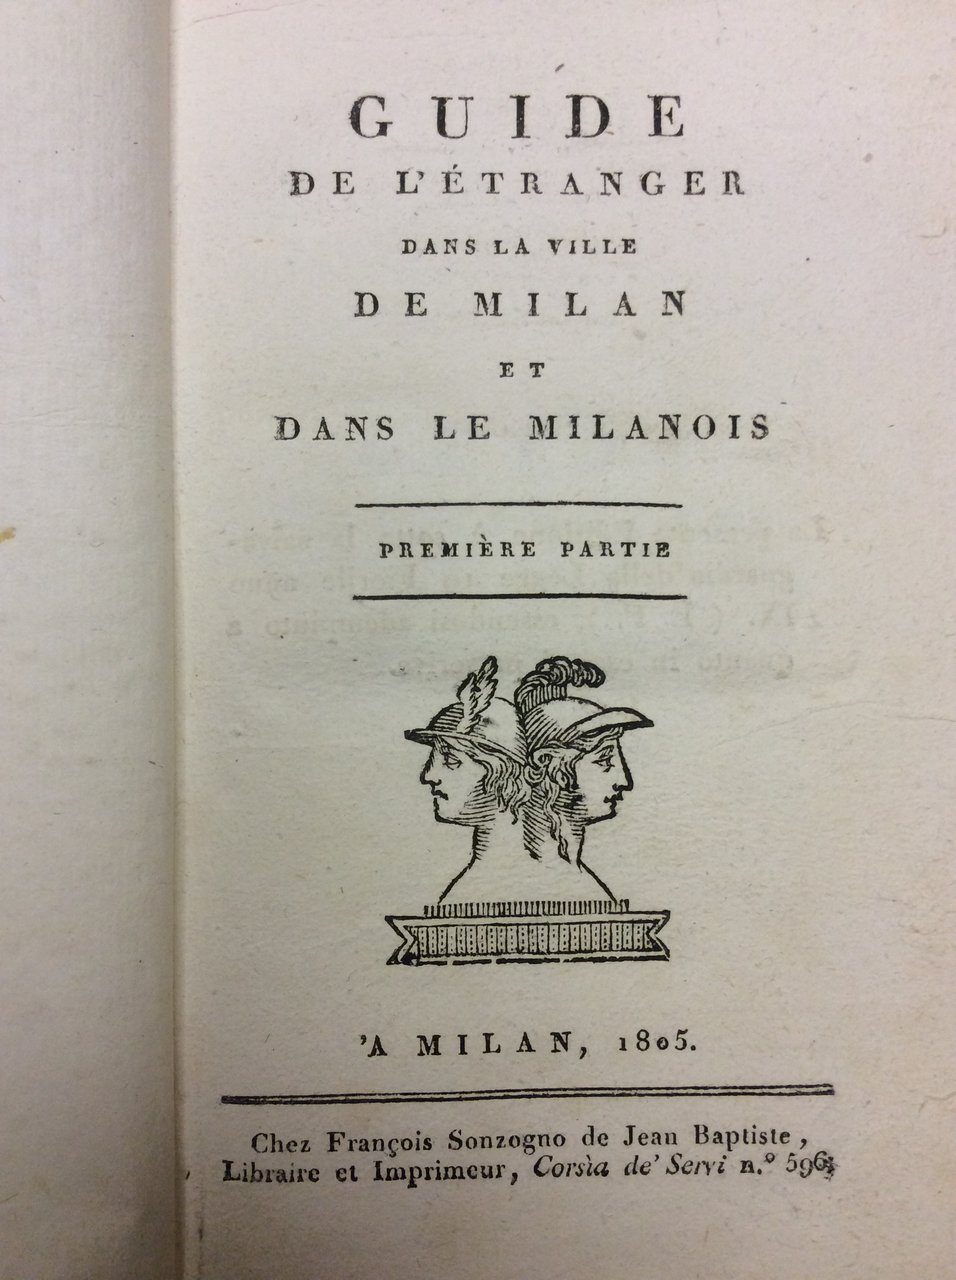 GUIDE
DE L'ÉTRANGER
DANS LA VILLE
DE MILAN
ET
DANS LE MILANOIS
PREMIÈRE PARTIE
'A MILAN, 1805.
Chez François Sonzogno de Jean Baptiste,
Libraire et Imprimeur, Corsìa de' Servi n.º 596